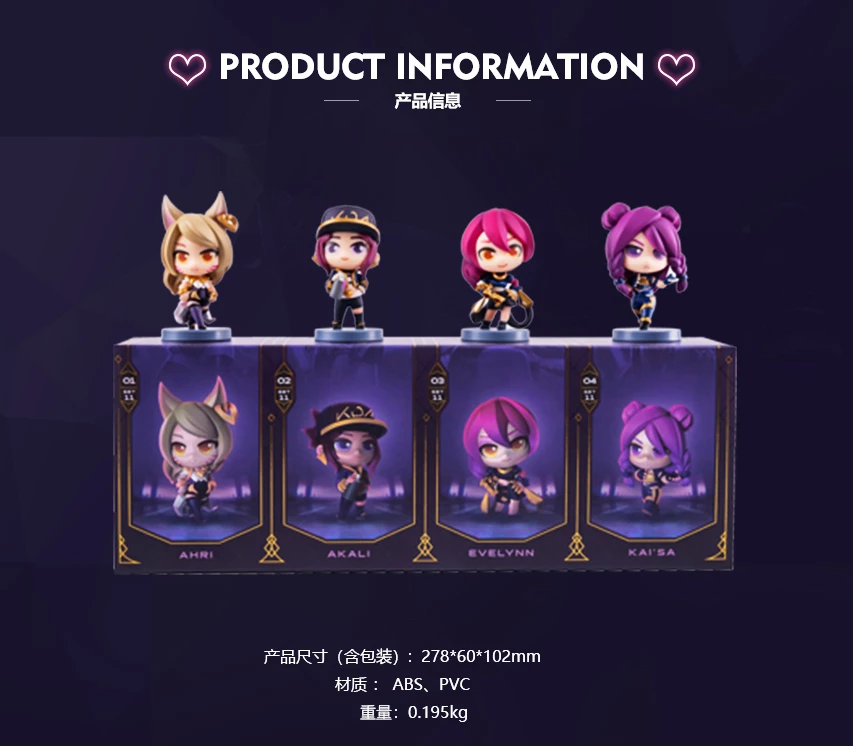 PRODUCT INFORMATION
产品信息
01 02 03 04
SET SET SET SET
11 11 11 11
K/DA
AHRI AKALI EVELYNN KAI'SA
产品尺寸（含包装）: 278*60*102mm
材质： ABS、PVC
重量：0.195kg